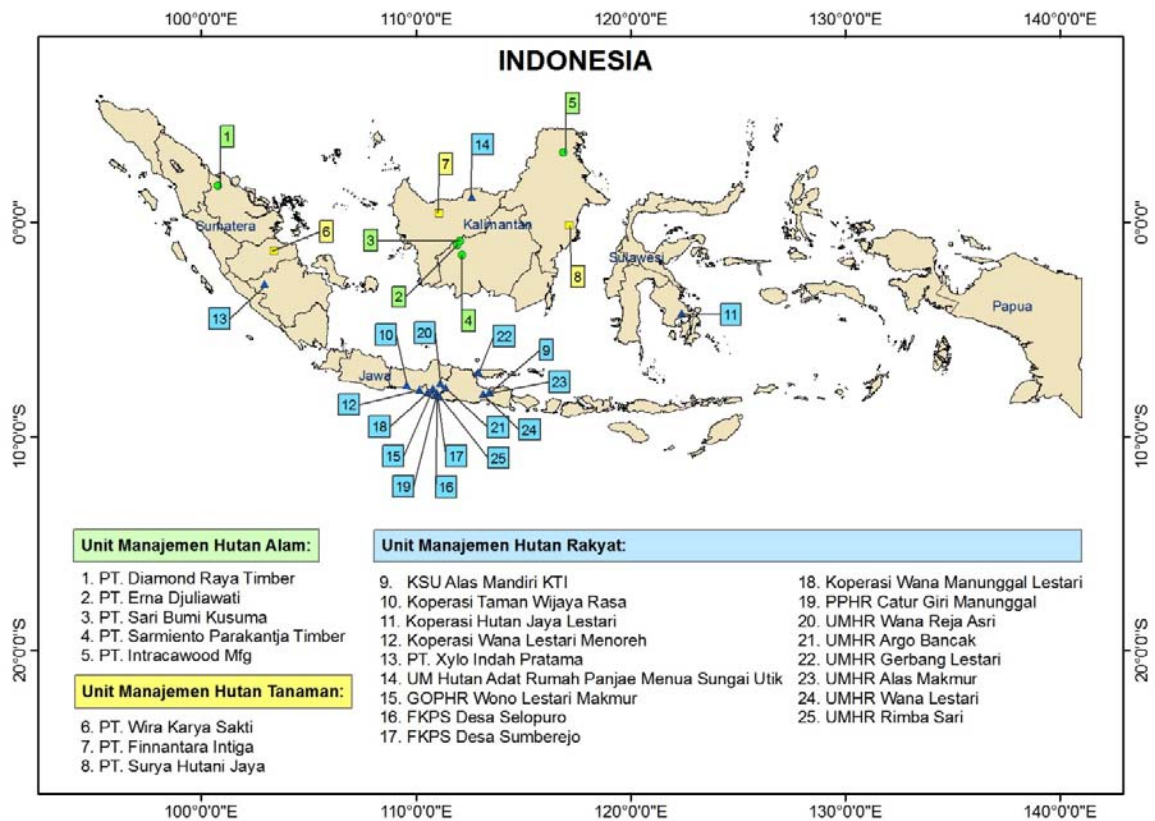 100°0'0"E 110°0'0"E 120°0'0"E 130°0'0"E 140°0'0"E
INDONESIA
5
1
14
7
0°0'0" 0°0'0"
Sumatera
6
3
Kalimantan
Sulawesi
8
2
4
13
11
Papua
10
20
22
9
Jawa
23
12
18
21
24
15
17
25
19
16
10°0'0"S 10°0'0"S
Unit Manajemen Hutan Alam:
1. PT. Diamond Raya Timber
2. PT. Erna Djuliawati
3. PT. Sari Bumi Kusuma
4. PT. Sarmiento Parakantja Timber
5. PT. Intracawood Mfg
Unit Manajemen Hutan Tanaman:
6. PT. Wira Karya Sakti
7. PT. Finnantara Intiga
8. PT. Surya Hutani Jaya
Unit Manajemen Hutan Rakyat:
9. KSU Alas Mandiri KTI
10. Koperasi Taman Wijaya Rasa
11. Koperasi Hutan Jaya Lestari
12. Koperasi Wana Lestari Menoreh
13. PT. Xylo Indah Pratama
14. UM Hutan Adat Rumah Panjae Menua Sungai Utik
15. GOPHR Wono Lestari Makmur
16. FKPS Desa Selopuro
17. FKPS Desa Sumberejo
18. Koperasi Wana Manunggal Lestari
19. PPHR Catur Giri Manunggal
20. UMHR Wana Reja Asri
21. UMHR Argo Bancak
22. UMHR Gerbang Lestari
23. UMHR Alas Makmur
24. UMHR Wana Lestari
25. UMHR Rimba Sari
20°0'0"S 20°0'0"S
100°0'0"E 110°0'0"E 120°0'0"E 130°0'0"E 140°0'0"E